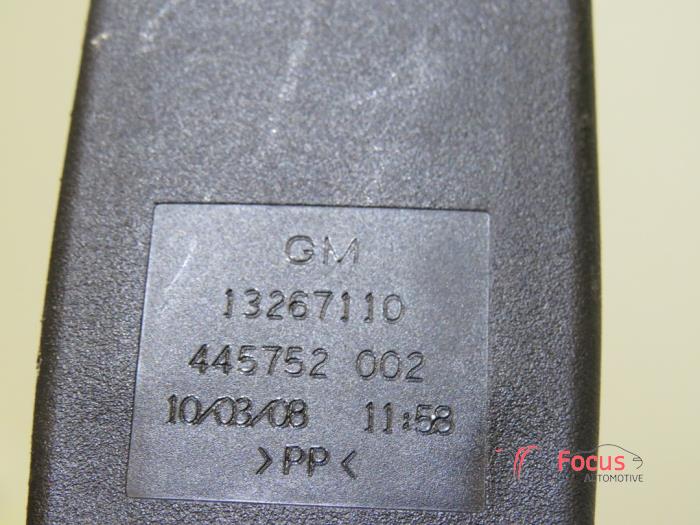 GM
13267110
445752 002
10/03/08 11:58
>PP<
Focus
AUTOMOTIVE